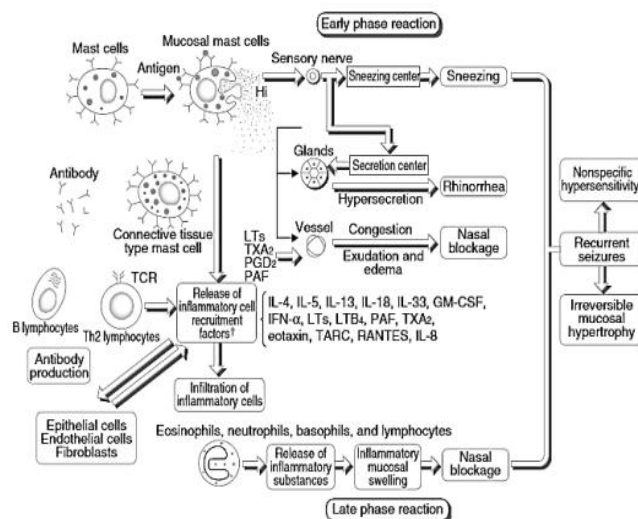 Early phase reaction
Mast cells
Mucosal mast cells
Antigen
Hi
Sensory nerve
Sneezing center
Sneezing
Glands
Secretion center
Hypersecretion
Rhinorrhea
Antibody
Connective tissue
type mast cell
LTs
TXA₂
PGD₂
PAF
Vessel
Congestion
Exudation and
edema
Nasal
blockage
Nonspecific
hypersensitivity
Recurrent
seizures
Irreversible
mucosal
hypertrophy
B lymphocytes
TCR
Th2 lymphocytes
Release of
inflammatory cell
recruitment
factors†
IL-4, IL-5, IL-13, IL-18, IL-33, GM-CSF,
IFN-α, LTs, LTB₄, PAF, TXA₂,
ectaxin, TARC, RANTES, IL-8
Antibody
production
Infiltration of
inflammatory cells
Epithelial cells
Endothelial cells
Fibroblasts
Eosinophils, neutrophils, basophils, and lymphocytes
Release of
inflammatory
substances
Inflammatory
mucosal
swelling
Nasal
blockage
Late phase reaction